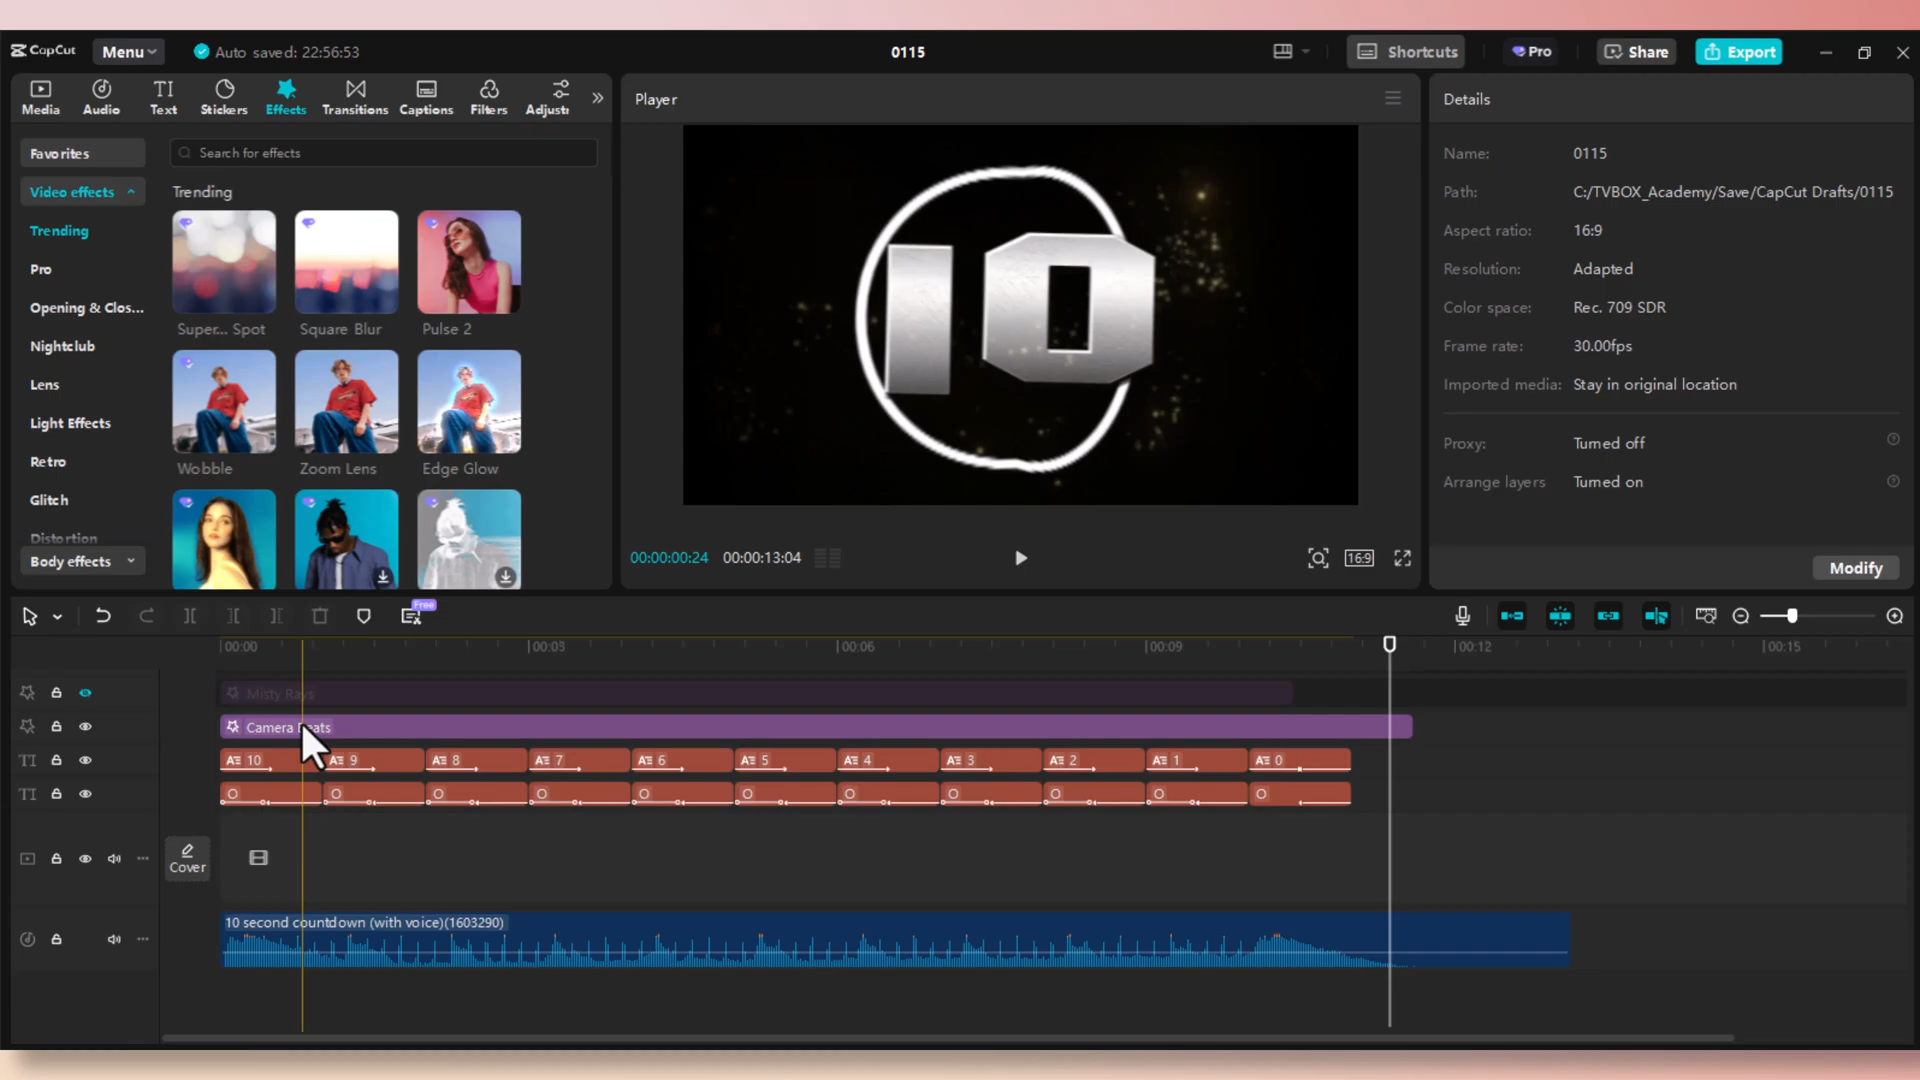 CapCut
Menu
Auto saved: 22:56:53
0115
Shortcuts
Pro
Share
Export
Media
Audio
Text
Stickers
Effects
Transitions
Captions
Filters
Adjustr
Player
Details
Favorites
Search for effects
Video effects
Trending
Trending
Pro
Opening & Clos...
Nightclub
Lens
Light Effects
Retro
Glitch
Distortion
Body effects
Super... Spot
Square Blur
Pulse 2
Wobble
Zoom Lens
Edge Glow
10
Name: 0115
Path: C:/TVBOX_Academy/Save/CapCut Drafts/0115
Aspect ratio: 16:9
Resolution: Adapted
Color space: Rec. 709 SDR
Frame rate: 30.00fps
Imported media: Stay in original location
Proxy: Turned off
Arrange layers Turned on
00:00:00:24 00:00:13:04
16:9
Modify
Free
00:00 00:03 00:06 00:09 00:12 00:15
Misty Rays
Camera Beats
10 9 8 7 6 5 4 3 2 1 0
O O O O O O O O O O O
Cover
10 second countdown (with voice)(1603290)